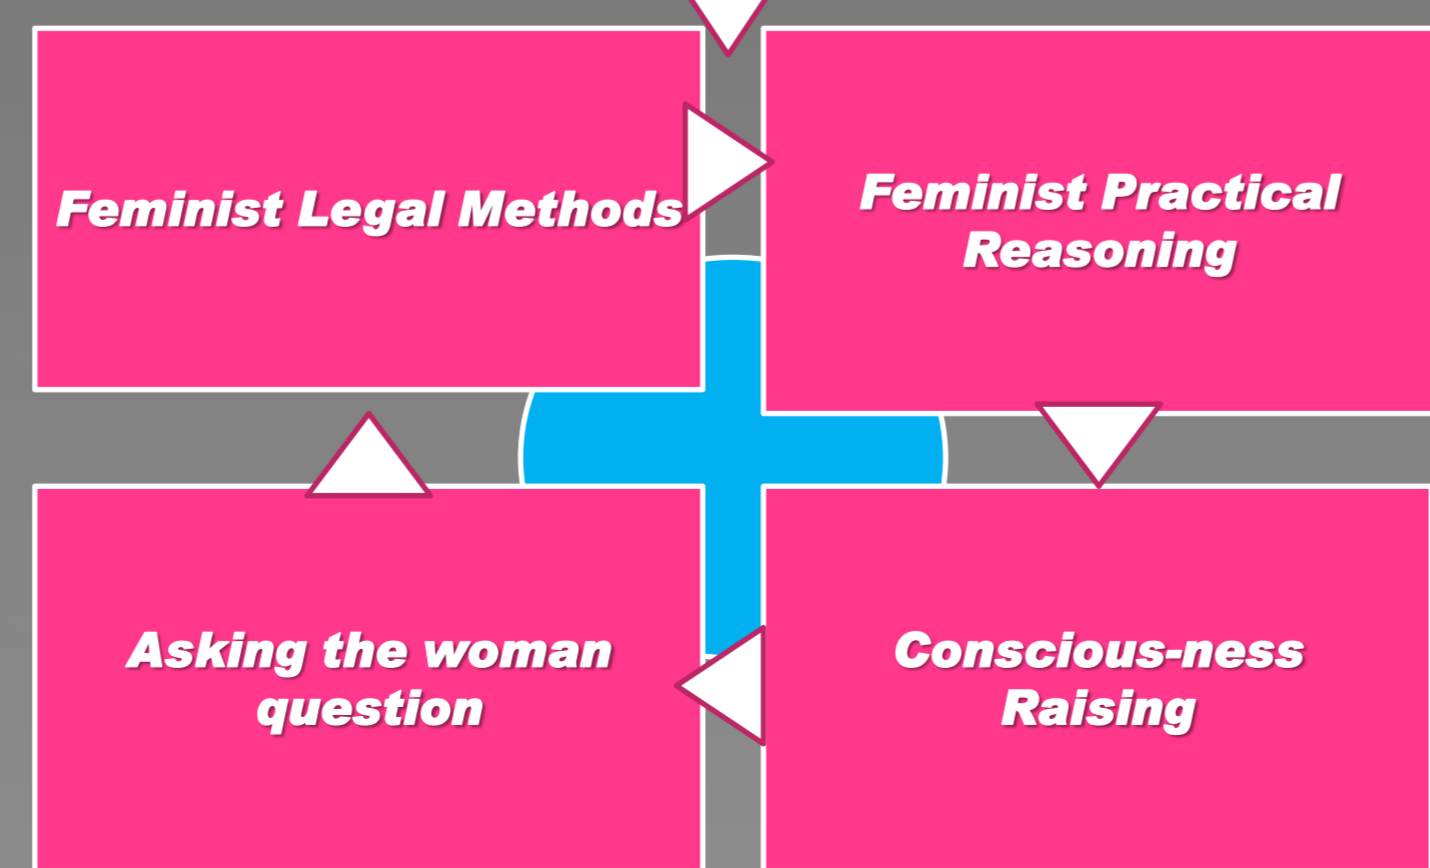 Feminist Legal Methods
Feminist Practical
Reasoning
Asking the woman
question
Conscious-ness
Raising